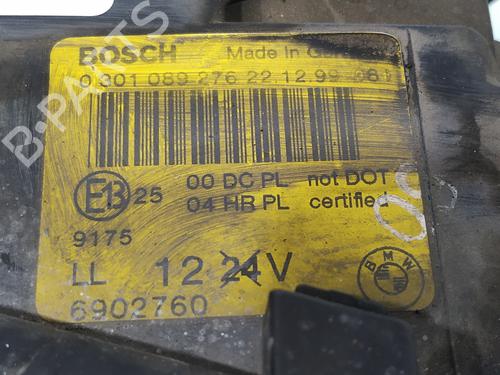 BOSCH Made In
0 301 089 276 22 12.99
E13 25 00 DC PL not DOT
04 HR PL certified
9175
LL 12 24 V
BMW
6902760
B-PARTS